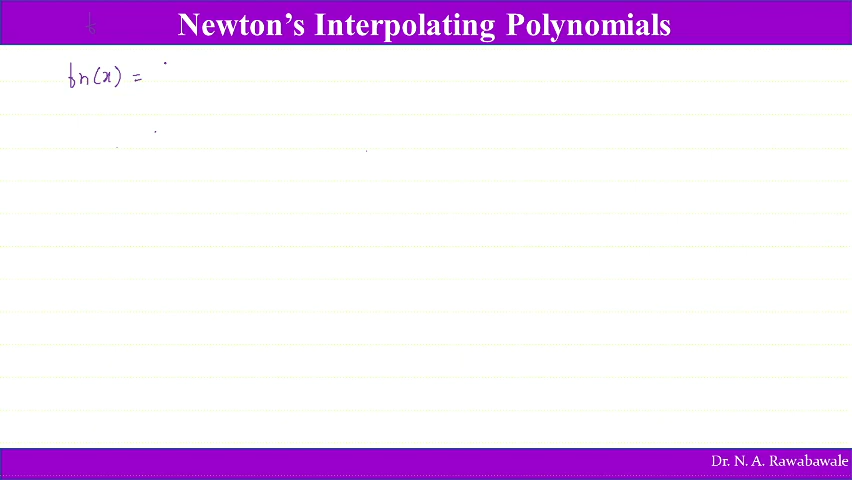 Newton's Interpolating Polynomials
fn(x) =
Dr. N. A. Rawabawale